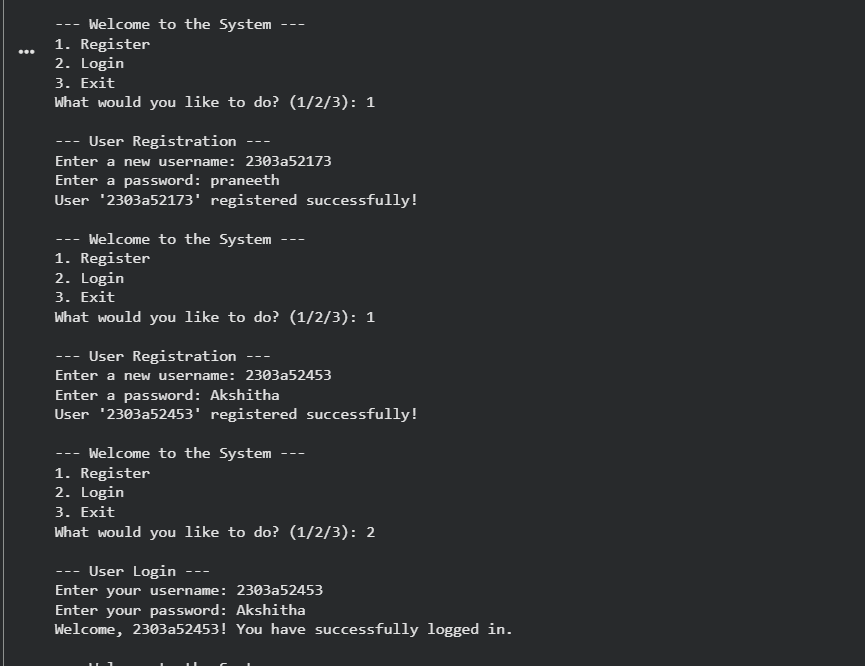 --- Welcome to the System ---
1. Register
2. Login
3. Exit
What would you like to do? (1/2/3): 1
--- User Registration ---
Enter a new username: 2303a52173
Enter a password: praneeth
User '2303a52173' registered successfully!
--- Welcome to the System ---
1. Register
2. Login
3. Exit
What would you like to do? (1/2/3): 1
--- User Registration ---
Enter a new username: 2303a52453
Enter a password: Akshitha
User '2303a52453' registered successfully!
--- Welcome to the System ---
1. Register
2. Login
3. Exit
What would you like to do? (1/2/3): 2
--- User Login ---
Enter your username: 2303a52453
Enter your password: Akshitha
Welcome, 2303a52453! You have successfully logged in.